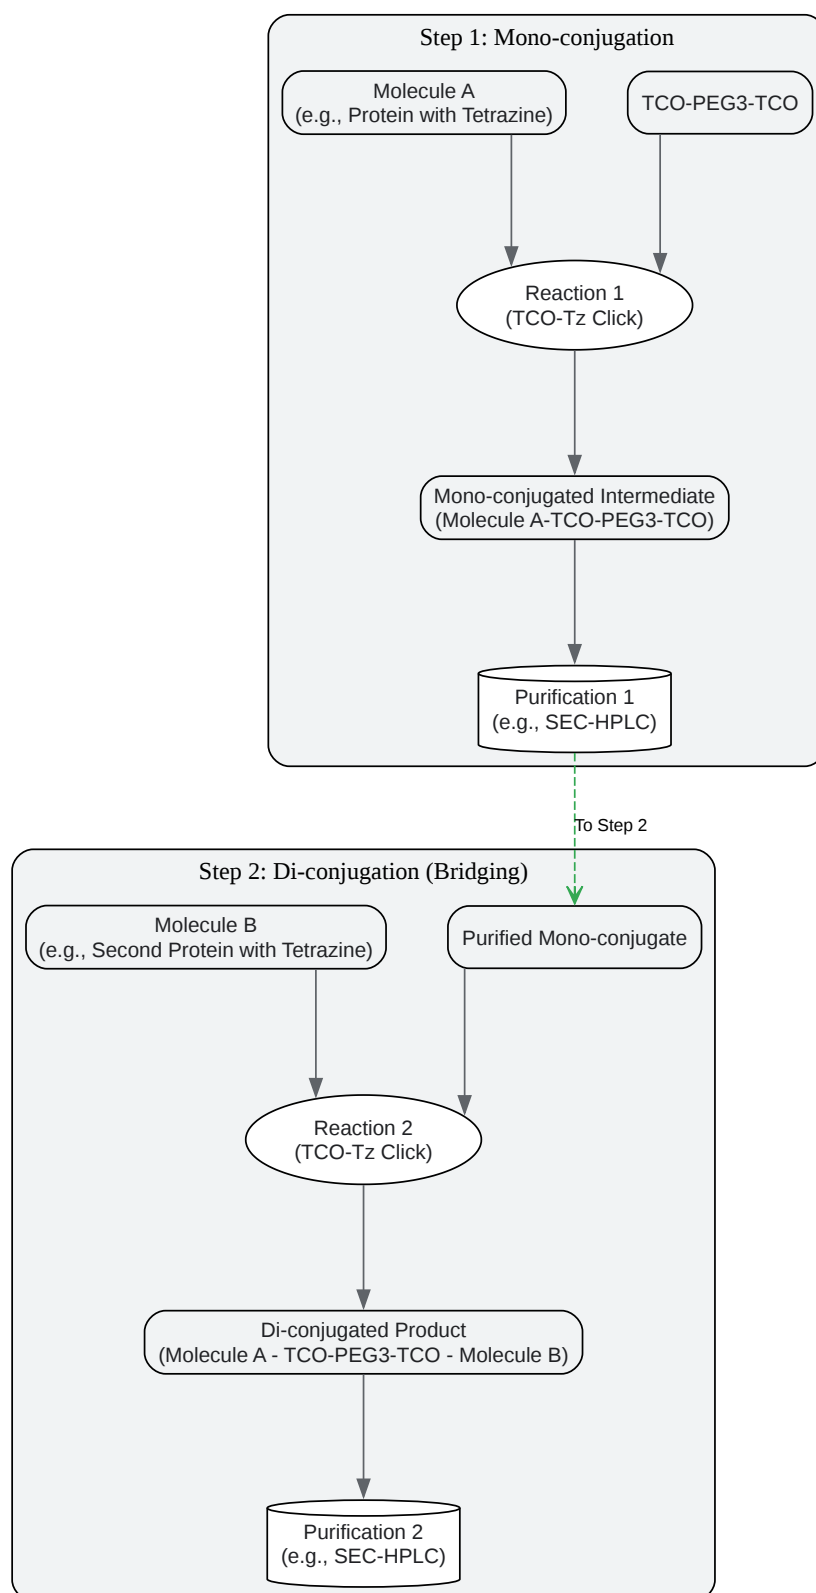 Step 1: Mono-conjugation
Molecule A
(e.g., Protein with Tetrazine)
TCO-PEG3-TCO
Reaction 1
(TCO-Tz Click)
Mono-conjugated Intermediate
(Molecule A-TCO-PEG3-TCO)
Purification 1
(e.g., SEC-HPLC)
To Step 2
Step 2: Di-conjugation (Bridging)
Molecule B
(e.g., Second Protein with Tetrazine)
Purified Mono-conjugate
Reaction 2
(TCO-Tz Click)
Di-conjugated Product
(Molecule A - TCO-PEG3-TCO - Molecule B)
Purification 2
(e.g., SEC-HPLC)